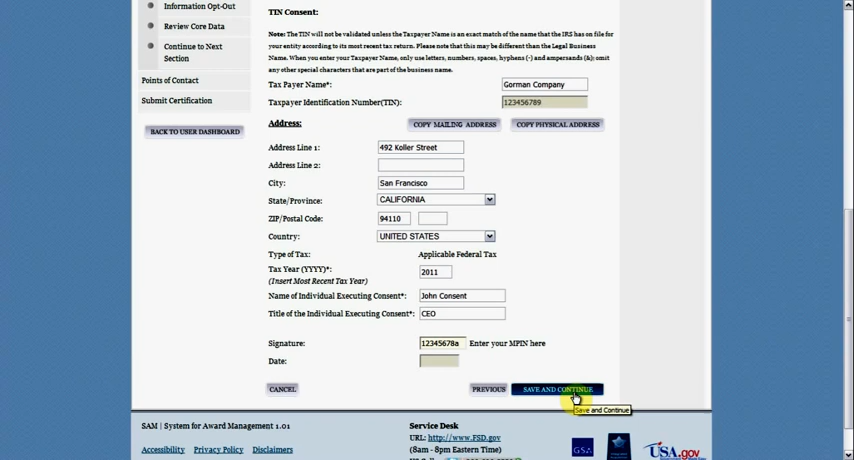 Information Opt-Out
Review Core Data
Continue to Next
Section
Points of Contact
Submit Certification
BACK TO USER DASHBOARD
TIN Consent:
Note: The TIN will not be validated unless the Taxpayer Name is an exact match of the name that the IRS has on file for
your entity according to its most recent tax return. Please note that this may be different than the Legal Business
Name. When you enter your Taxpayer Name, only use letters, numbers, spaces, hyphens (-) and ampersands (&); omit
any other special characters that are part of the business name.
Tax Payer Name*: Gorman Company
Taxpayer Identification Number(TIN): 123456789
Address: COPY MAILING ADDRESS COPY PHYSICAL ADDRESS
Address Line 1: 492 Koller Street
Address Line 2:
City: San Francisco
State/Province: CALIFORNIA
ZIP/Postal Code: 94110
Country: UNITED STATES
Type of Tax: Applicable Federal Tax
Tax Year (YYYY)*: 2011
(Insert Most Recent Tax Year)
Name of Individual Executing Consent*: John Consent
Title of the Individual Executing Consent*: CEO
Signature: 12345678a Enter your MPIN here
Date:
CANCEL PREVIOUS SAVE AND CONTINUE
Save and Continue
SAM | System for Award Management 1.01
Accessibility Privacy Policy Disclaimers
Service Desk
URL: http://www.FSD.gov
(8am - 8pm Eastern Time)
GSA
USA.gov